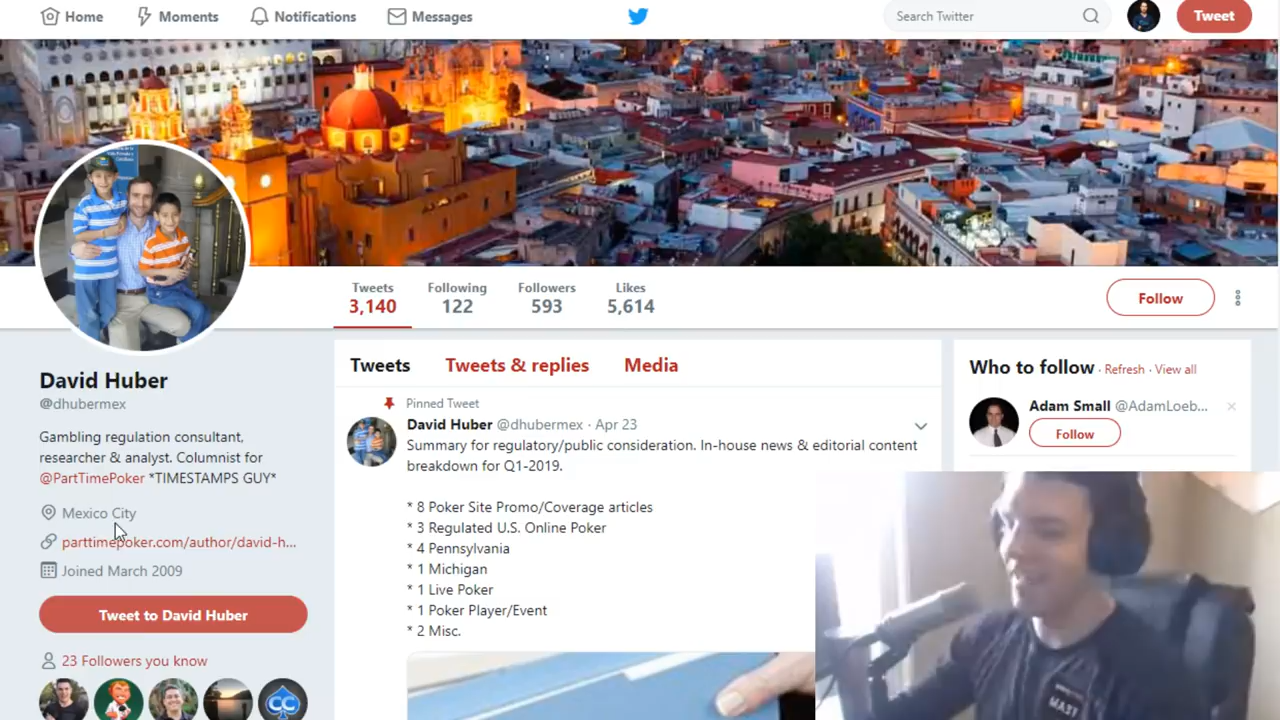 Home Moments Notifications Messages Search Twitter Tweet
Tweets Following Followers Likes
3,140 122 593 5,614
Follow
David Huber
@dhubermex
Gambling regulation consultant,
researcher & analyst. Columnist for
@PartTimePoker *TIMESTAMPS GUY*
Mexico City
parttimepoker.com/author/david-h...
Joined March 2009
Tweet to David Huber
23 Followers you know
CC
Tweets Tweets & replies Media
Pinned Tweet
David Huber @dhubermex · Apr 23
Summary for regulatory/public consideration. In-house news & editorial content
breakdown for Q1-2019.
* 8 Poker Site Promo/Coverage articles
* 3 Regulated U.S. Online Poker
* 4 Pennsylvania
* 1 Michigan
* 1 Live Poker
* 1 Poker Player/Event
* 2 Misc.
Who to follow · Refresh · View all
Adam Small @AdamLoeb...
Follow